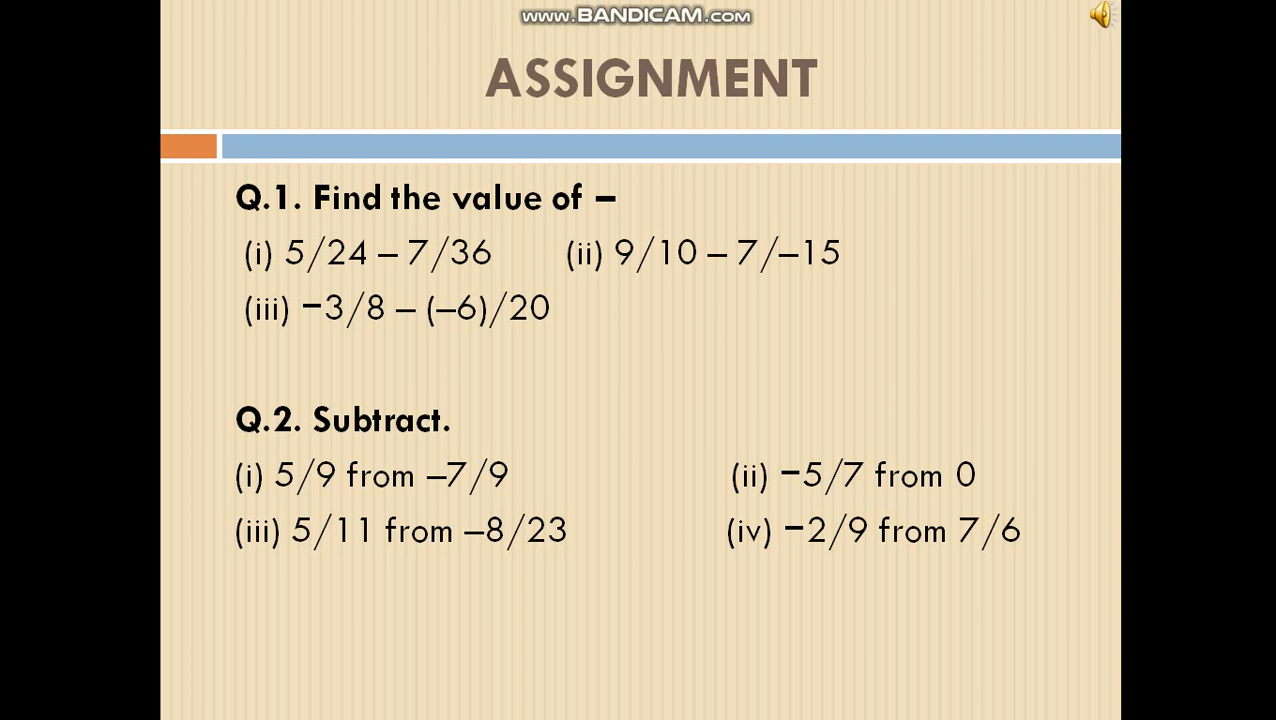 www.BANDICAM.com
ASSIGNMENT
Q.1. Find the value of –
(i) 5/24 – 7/36 (ii) 9/10 – 7/–15
(iii) −3/8 – (–6)/20
Q.2. Subtract.
(i) 5/9 from –7/9 (ii) −5/7 from 0
(iii) 5/11 from –8/23 (iv) −2/9 from 7/6